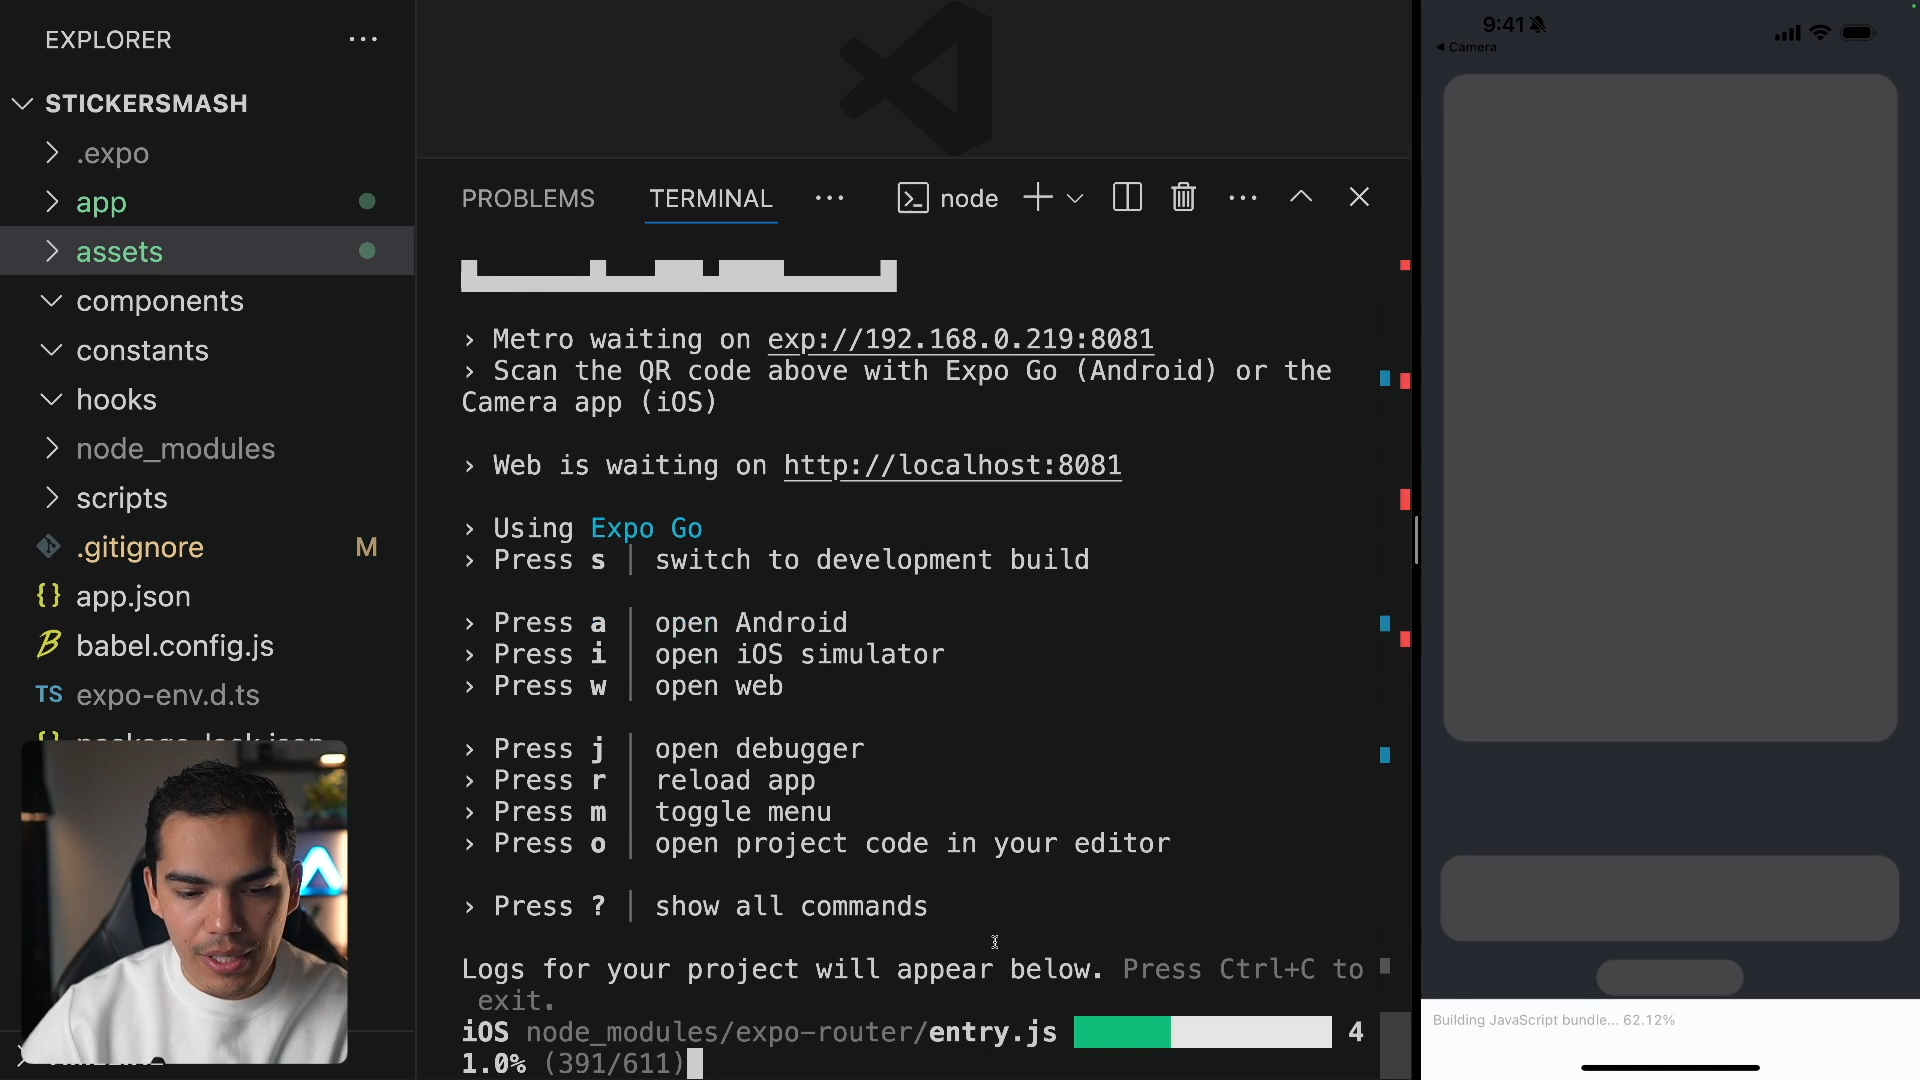 EXPLORER
STICKERSMASH
.expo
app
assets
components
constants
hooks
node_modules
scripts
.gitignore M
{} app.json
babel.config.js
TS expo-env.d.ts
PROBLEMS TERMINAL node
› Metro waiting on exp://192.168.0.219:8081
› Scan the QR code above with Expo Go (Android) or the
Camera app (iOS)
› Web is waiting on http://localhost:8081
› Using Expo Go
› Press s │ switch to development build
› Press a │ open Android
› Press i │ open iOS simulator
› Press w │ open web
› Press j │ open debugger
› Press r │ reload app
› Press m │ toggle menu
› Press o │ open project code in your editor
› Press ? │ show all commands
Logs for your project will appear below. Press Ctrl+C to
exit.
iOS node_modules/expo-router/entry.js 4
1.0% (391/611)
9:41
Camera
Building JavaScript bundle... 62.12%